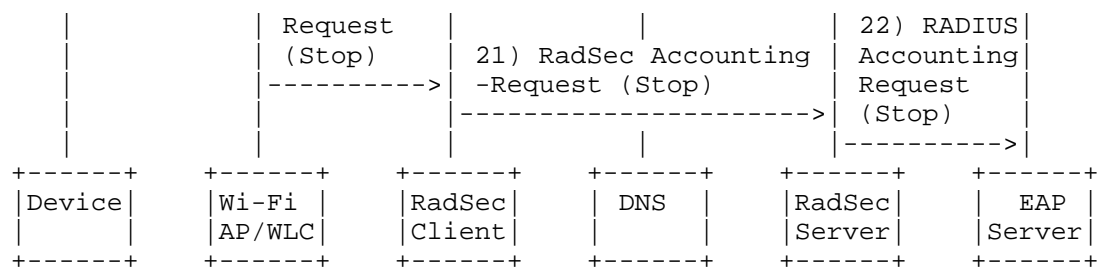 Request 22) RADIUS
(Stop) 21) RadSec Accounting Accounting
-Request (Stop) Request
(Stop)
Device Wi-Fi RadSec DNS RadSec EAP
AP/WLC Client Server Server